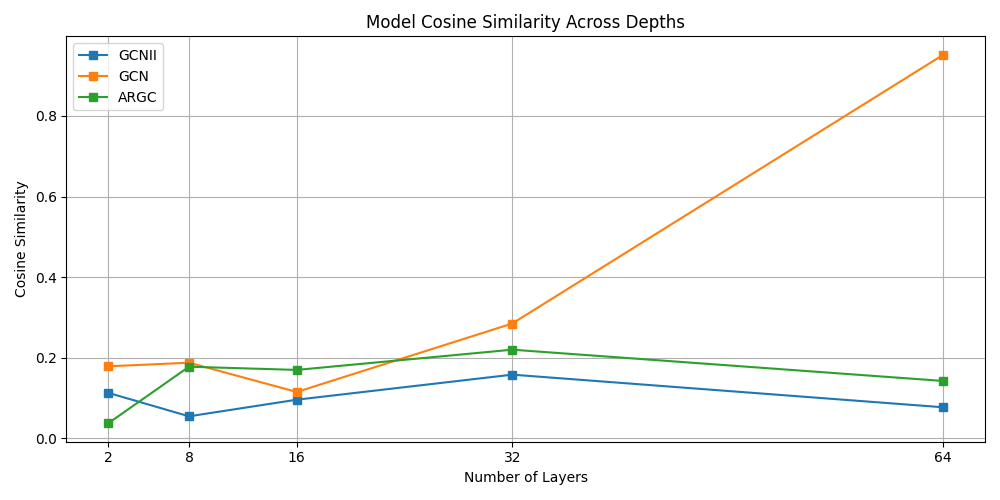 Model Cosine Similarity Across Depths
GCNII
GCN
ARGC
Cosine Similarity
0.8
0.6
0.4
0.2
0.0
2 8 16 32 64
Number of Layers